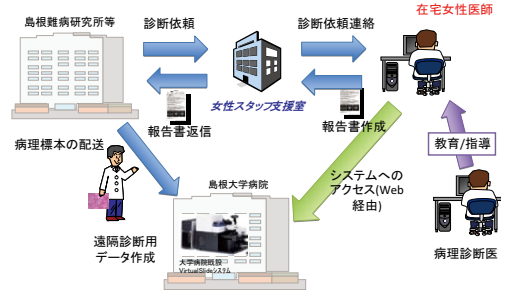 島根難病研究所等
診断依頼
診断依頼連絡
在宅女性医師
女性スタッフ支援室
報告書返信
報告書作成
病理標本の配送
教育/指導
システムへの
アクセス(Web
経由)
島根大学病院
遠隔診断用
データ作成
大学病院既設
VirtualSlideシステム
病理診断医